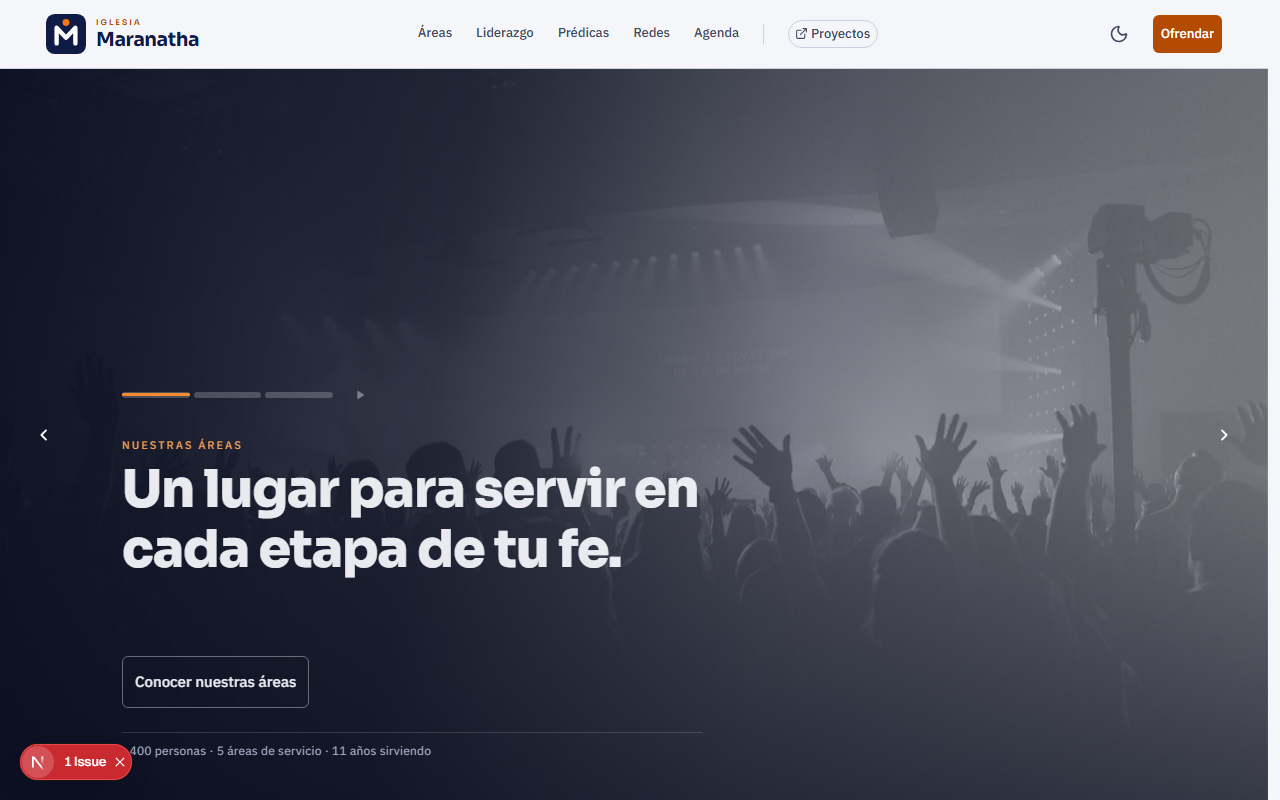 IGLESIA
Maranatha
Áreas
Liderazgo
Prédicas
Redes
Agenda
Proyectos
Ofrendar
NUESTRAS ÁREAS
Un lugar para servir en
cada etapa de tu fe.
Conocer nuestras áreas
400 personas · 5 áreas de servicio · 11 años sirviendo
1 Issue